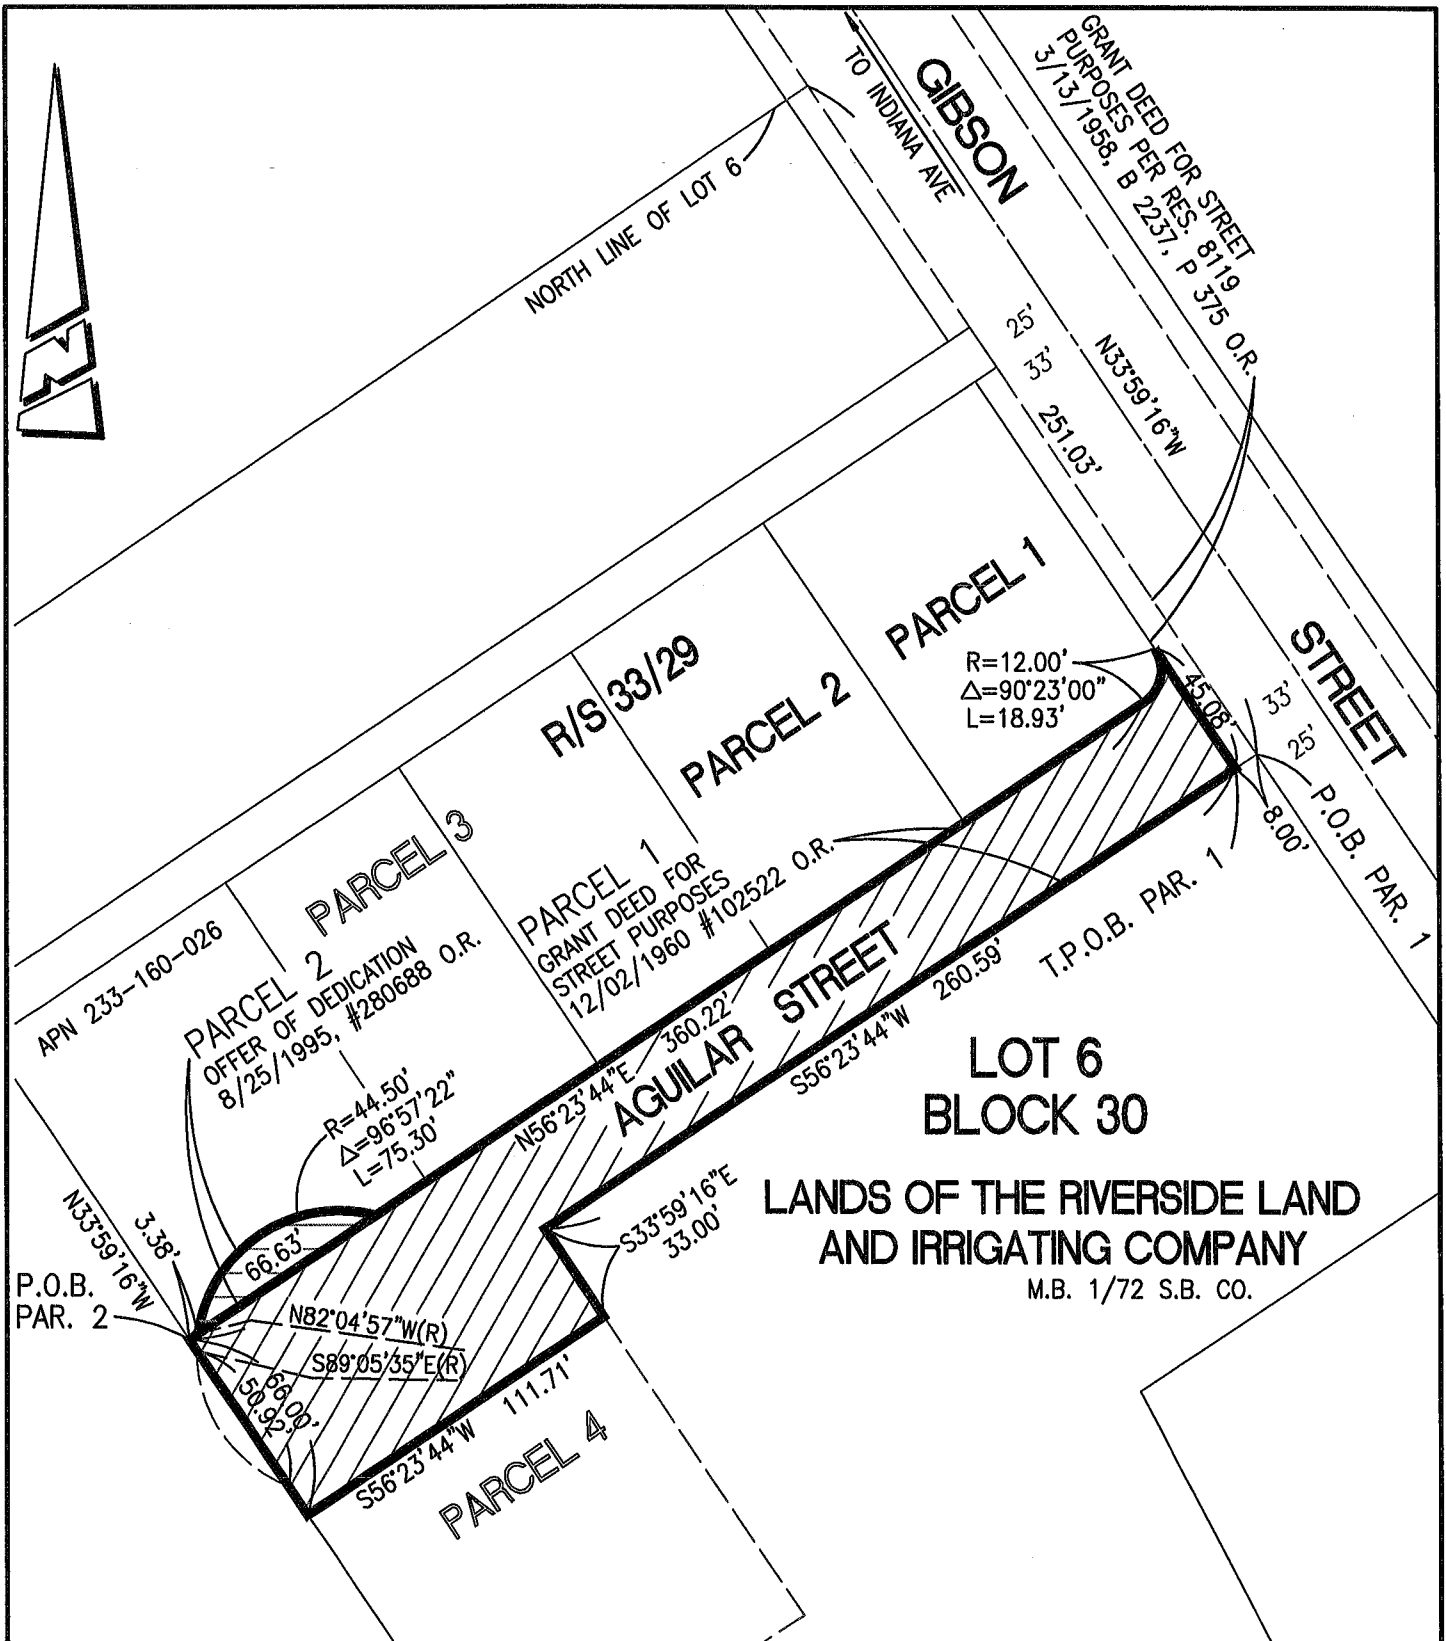 GRANT DEED FOR STREET
PURPOSES PER RES. 8119
3/13/1958, B 2237, P 375 O.R.
GIBSON
TO INDIANA AVE
NORTH LINE OF LOT 6
N
25'
33'
251.03'
N33°59'16"W
STREET
PARCEL 1
R/S 33/29
PARCEL 2
R=12.00'
Δ=90°23'00"
L=18.93'
45.08'
33'
25'
8.00'
P.O.B. PAR. 1
T.P.O.B. PAR. 1
PARCEL 3
PARCEL 1
GRANT DEED FOR
STREET PURPOSES
12/02/1960 #102522 O.R.
APN 233-160-026
PARCEL 2
OFFER OF DEDICATION
8/25/1995, #280688 O.R.
R=44.50'
Δ=96°57'22"
L=75.30'
N56°23'44"E 360.22'
AGUILAR STREET
S56°23'44"W 260.59'
LOT 6
BLOCK 30
LANDS OF THE RIVERSIDE LAND
AND IRRIGATING COMPANY
M.B. 1/72 S.B. CO.
S33°59'16"E
33.00'
N33°59'16"W
3.38'
66.63'
P.O.B.
PAR. 2
N82°04'57"W(R)
S89°05'35"E(R)
66.00'
50.92'
S56°23'44"W 111.71'
PARCEL 4